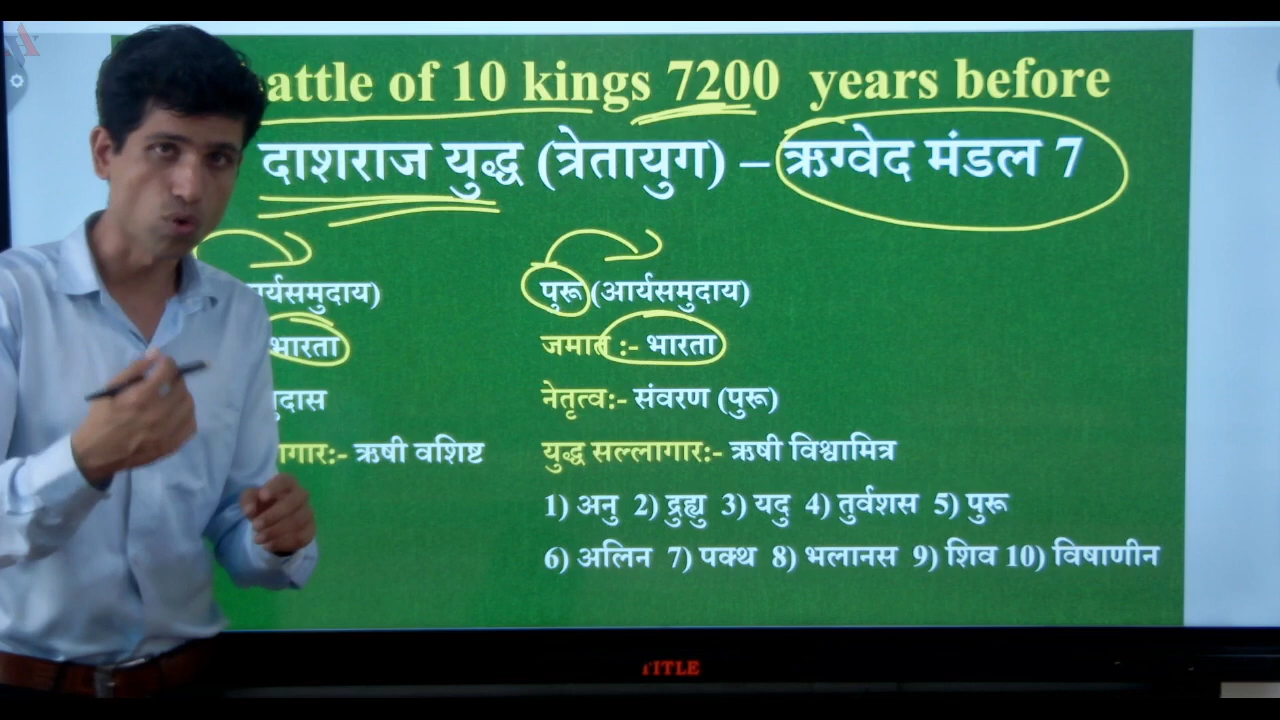 attle of 10 kings 7200 years before
दाशराज युद्ध (त्रेतायुग) – ऋग्वेद मंडल 7
र्यसमुदाय) पुरू (आर्यसमुदाय)
भारता जमात :- भारता
ुदास नेतृत्व:- संवरण (पुरू)
गार:- ऋषी वशिष्ट युद्ध सल्लागार:- ऋषी विश्वामित्र
1) अनु 2) द्रुह्यु 3) यदु 4) तुर्वशस 5) पुरू
6) अलिन 7) पक्थ 8) भलानस 9) शिव 10) विषाणीन
TITLE